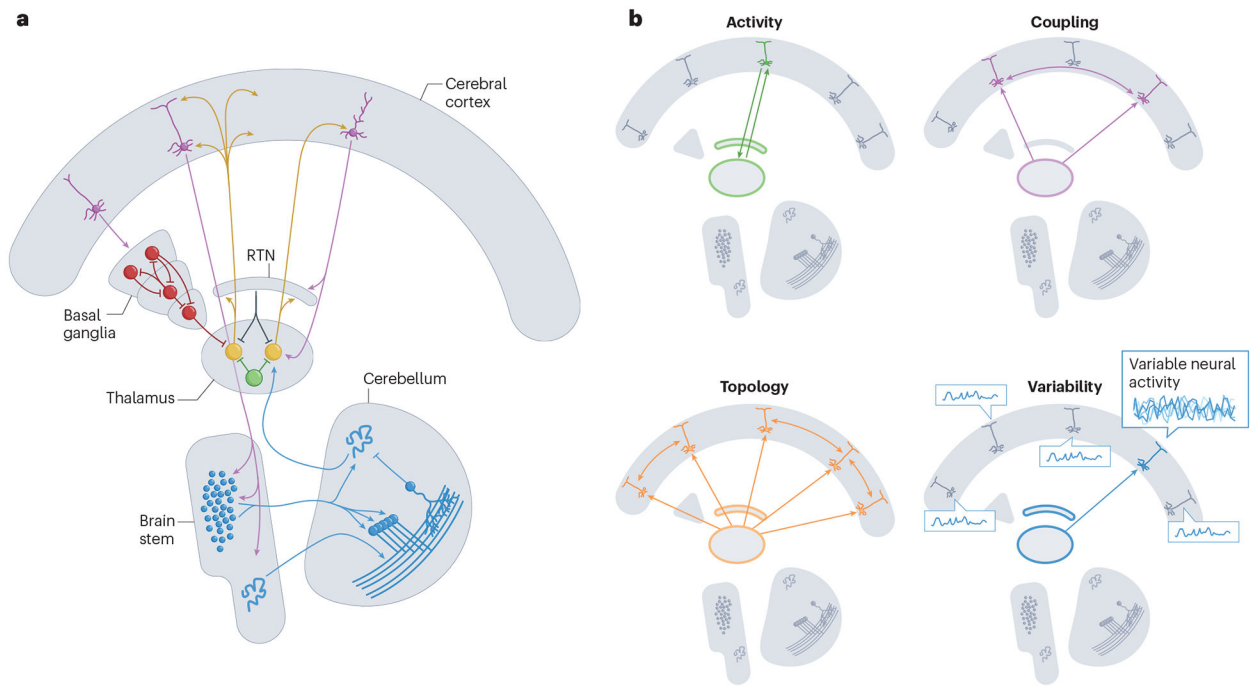 a
Cerebral
cortex
RTN
Basal
ganglia
Thalamus
Cerebellum
Brain
stem
b
Activity
Coupling
Topology
Variability
Variable neural
activity